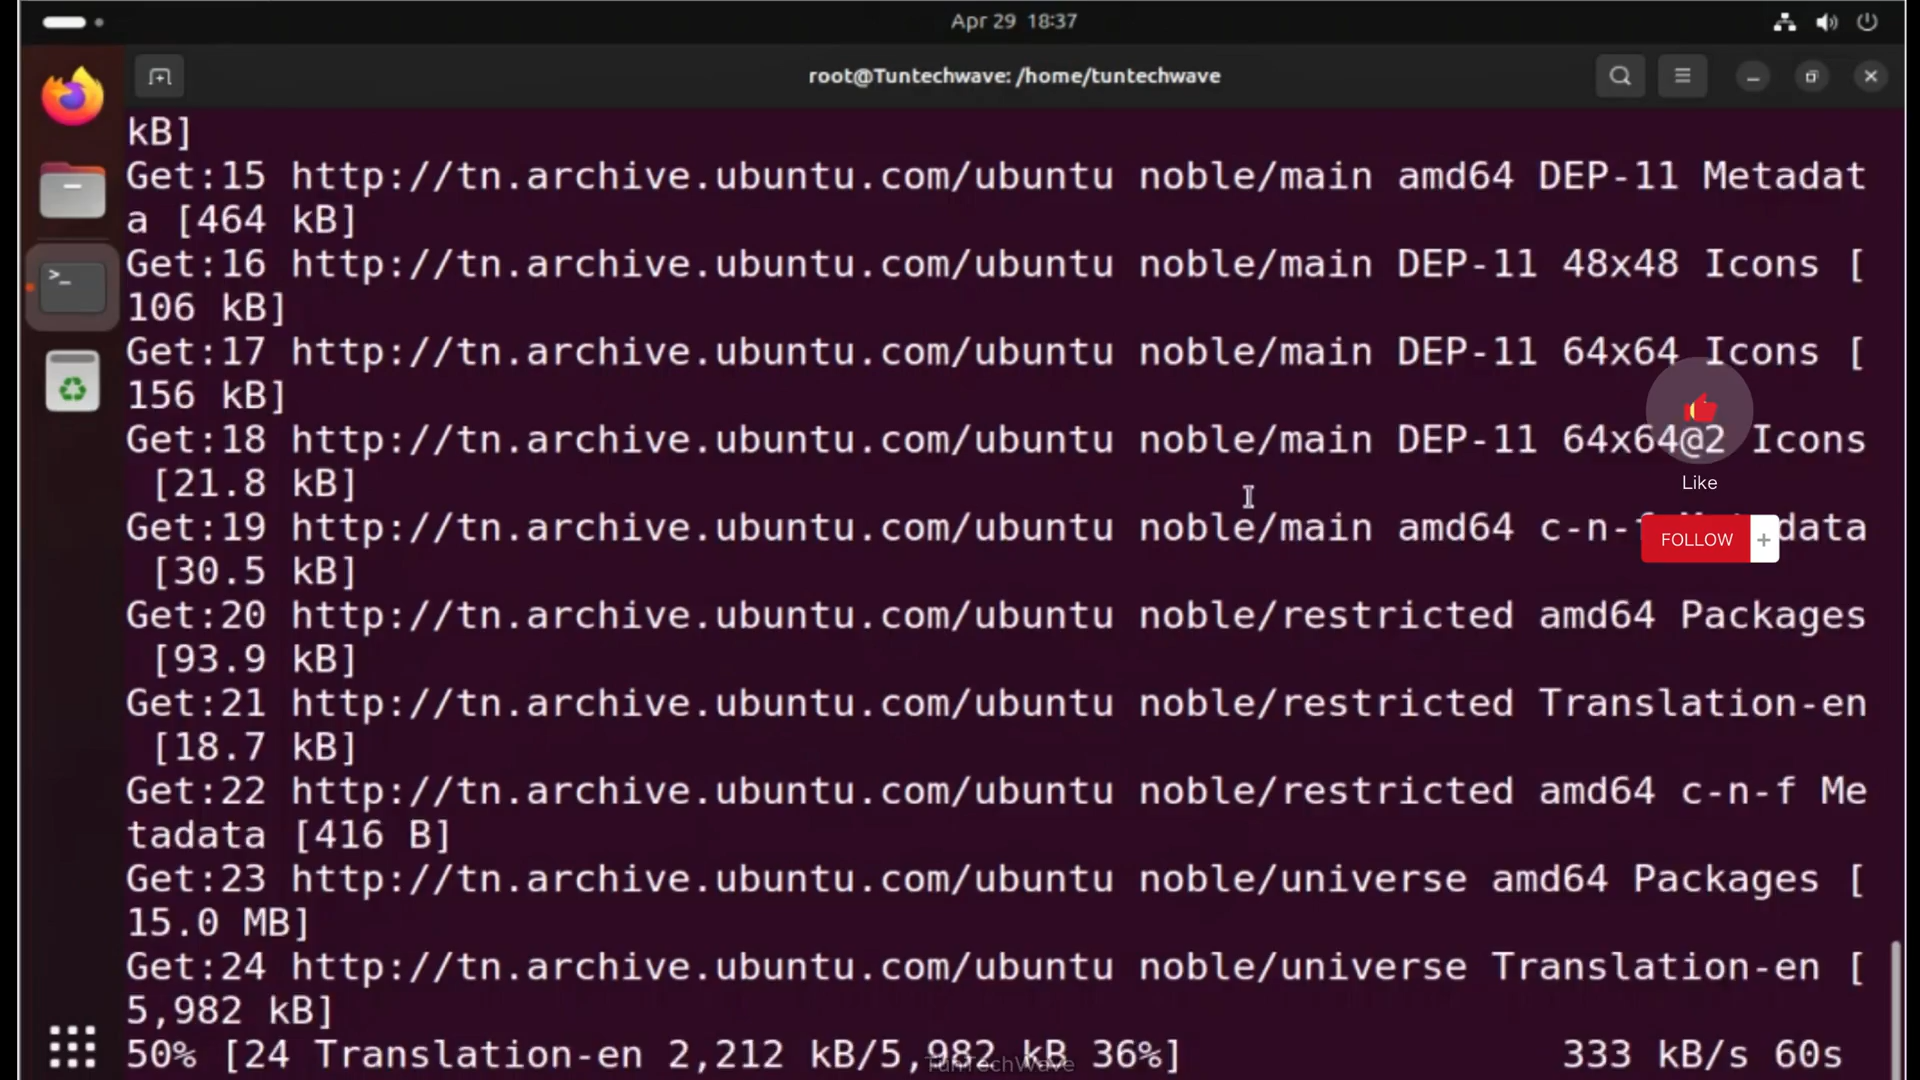 Apr 29 18:37
root@Tuntechwave: /home/tuntechwave
kB]
Get:15 http://tn.archive.ubuntu.com/ubuntu noble/main amd64 DEP-11 Metadat
a [464 kB]
Get:16 http://tn.archive.ubuntu.com/ubuntu noble/main DEP-11 48x48 Icons [
106 kB]
Get:17 http://tn.archive.ubuntu.com/ubuntu noble/main DEP-11 64x64 Icons [
156 kB]
Get:18 http://tn.archive.ubuntu.com/ubuntu noble/main DEP-11 64x64@2 Icons
[21.8 kB]
Like
Get:19 http://tn.archive.ubuntu.com/ubuntu noble/main amd64 c-n-f Metadata
FOLLOW +
[30.5 kB]
Get:20 http://tn.archive.ubuntu.com/ubuntu noble/restricted amd64 Packages
[93.9 kB]
Get:21 http://tn.archive.ubuntu.com/ubuntu noble/restricted Translation-en
[18.7 kB]
Get:22 http://tn.archive.ubuntu.com/ubuntu noble/restricted amd64 c-n-f Me
tadata [416 B]
Get:23 http://tn.archive.ubuntu.com/ubuntu noble/universe amd64 Packages [
15.0 MB]
Get:24 http://tn.archive.ubuntu.com/ubuntu noble/universe Translation-en [
5,982 kB]
50% [24 Translation-en 2,212 kB/5,982 kB 36%] 333 kB/s 60s
TunTechWave